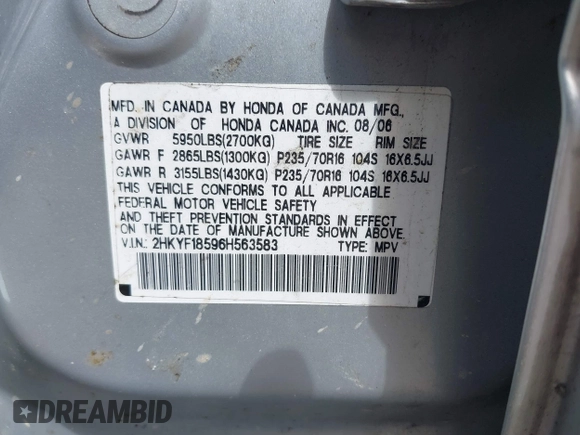 MFD. IN CANADA BY HONDA OF CANADA MFG.,
A DIVISION OF HONDA CANADA INC. 08/06
GVWR 5950LBS(2700KG) TIRE SIZE RIM SIZE
GAWR F 2865LBS(1300KG) P235/70R16 104S 16X6.5JJ
GAWR R 3155LBS(1430KG) P235/70R16 104S 16X6.5JJ
THIS VEHICLE CONFORMS TO ALL APPLICABLE
FEDERAL MOTOR VEHICLE SAFETY
AND THEFT PREVENTION STANDARDS IN EFFECT
ON THE DATE OF MANUFACTURE SHOWN ABOVE.
V.I.N.: 2HKYF18596H563583 TYPE: MPV
DREAMBID